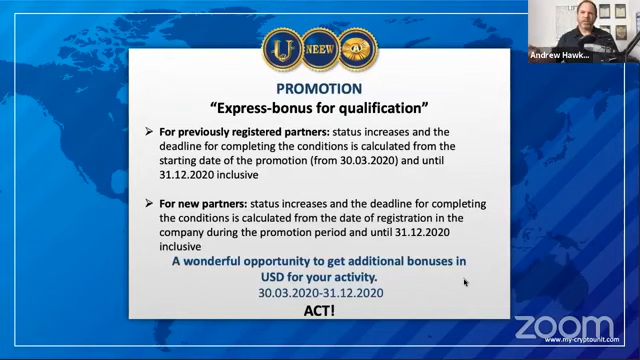 Andrew Hawk...
U
NEEW
PROMOTION
“Express-bonus for qualification”
➢ For previously registered partners: status increases and the
deadline for completing the conditions is calculated from the
starting date of the promotion (from 30.03.2020) and until
31.12.2020 inclusive
➢ For new partners: status increases and the deadline for completing
the conditions is calculated from the date of registration in the
company during the promotion period and until 31.12.2020
inclusive
A wonderful opportunity to get additional bonuses in
USD for your activity.
30.03.2020-31.12.2020
ACT!
zoom
www.my-cryptounit.com